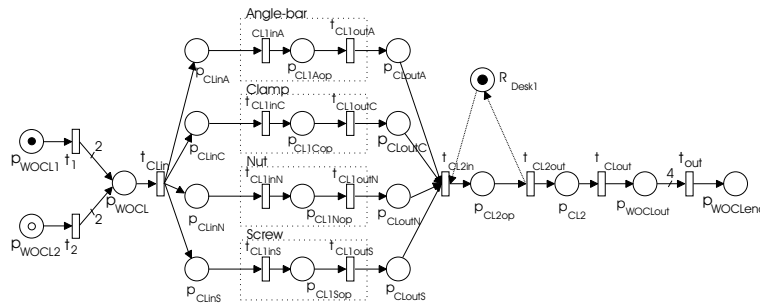 Angle-bar
t CL1inA t CL1outA
p CLinA p CL1Aop p CLoutA
R Desk1
Clamp
t CL1inC t CL1outC
p CLinC p CL1Cop p CLoutC
2 t CLin t CL2in t CL2out t CLout t out
p WOCL1 t 1
Nut
t CL1inN t CL1outN
4
p WOCL
2
p CLinN p CL1Nop p CLoutN
p CL2op p CL2 p WOCLout p WOCLend
p WOCL2 t 2
Screw
t CL1inS t CL1outS
p CLinS p CL1Sop p CLoutS